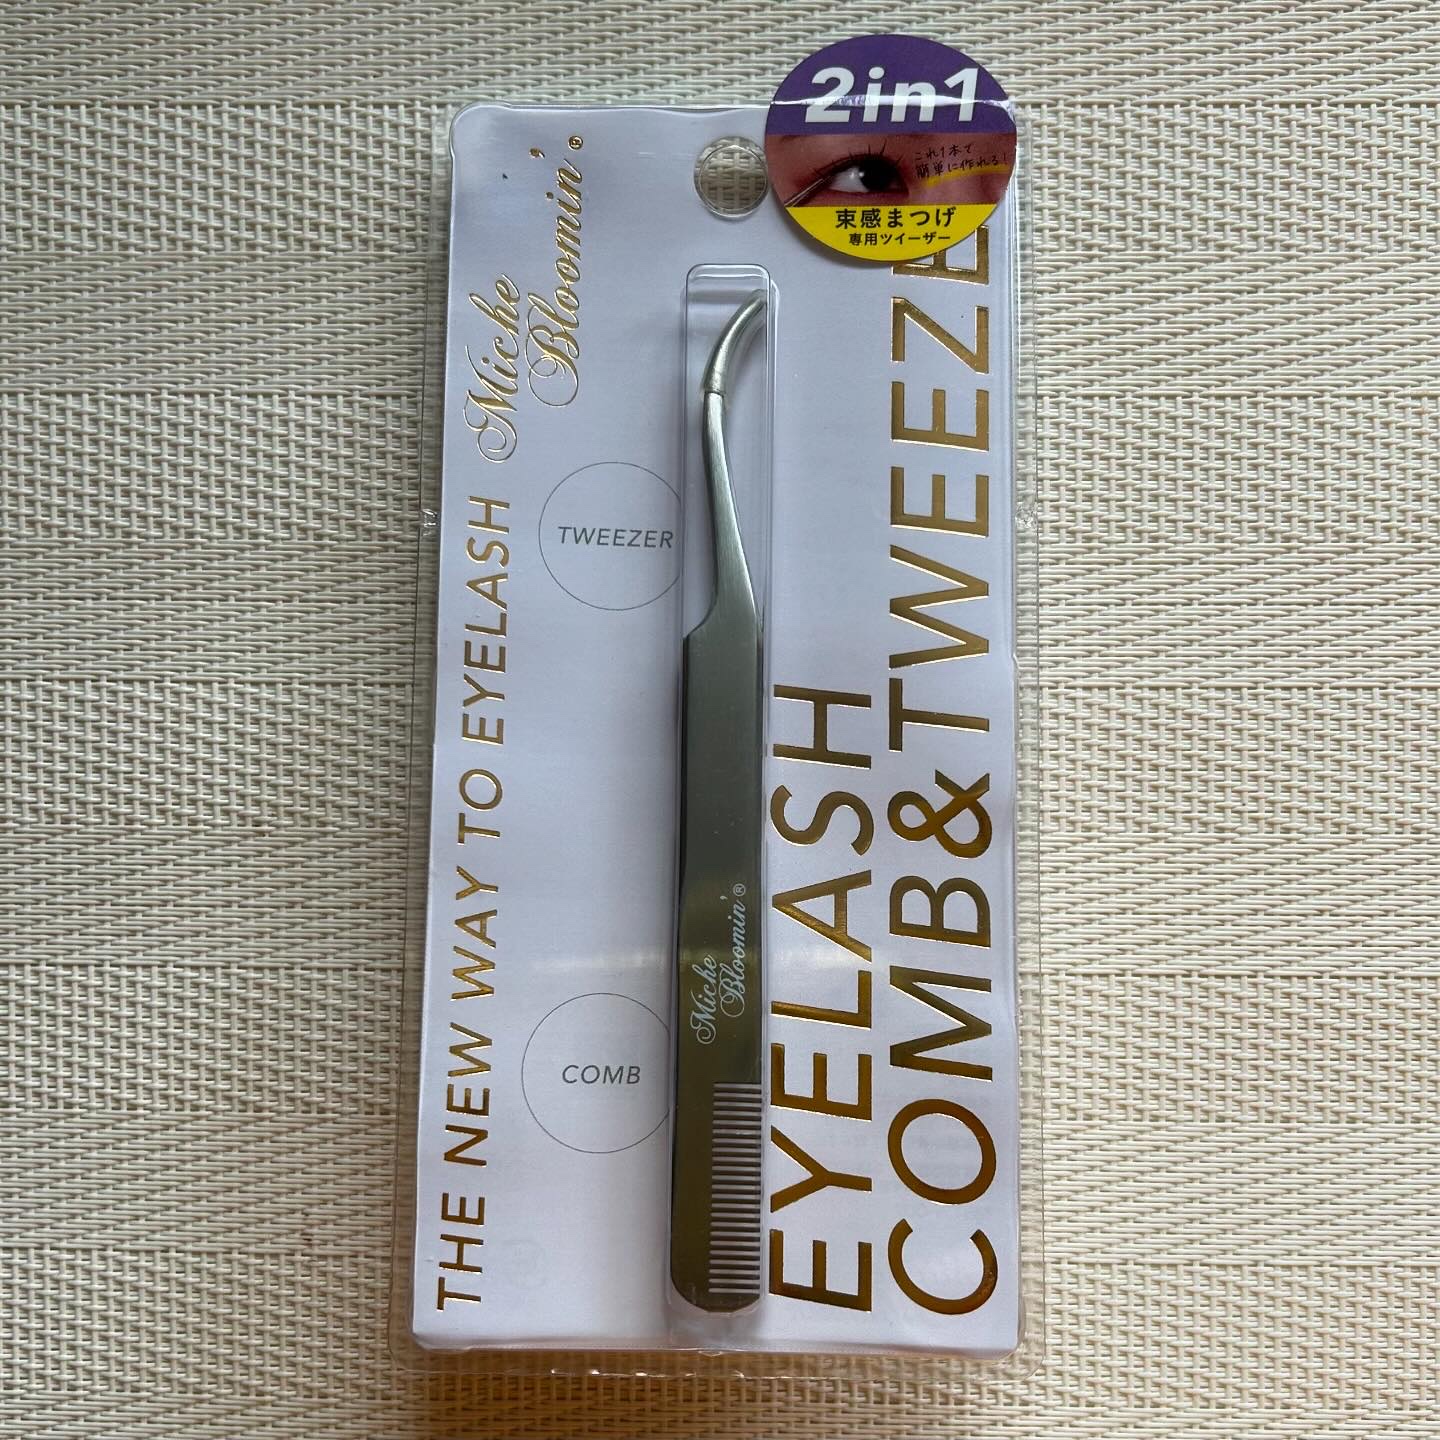 2in1
これ1本で
簡単に作れる!
束感まつげ
専用ツイーザー
THE NEW WAY TO EYELASH
Miche
Bloomin'®
TWEEZER
COMB
Miche
Bloomin'®
EYELASH
COMB&TWEEZE